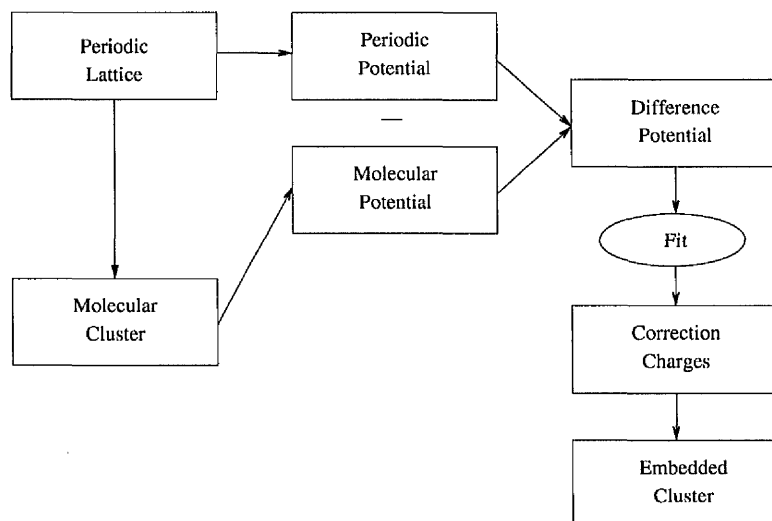 Periodic
Lattice
Periodic
Potential
—
Molecular
Potential
Difference
Potential
Fit
Molecular
Cluster
Correction
Charges
Embedded
Cluster